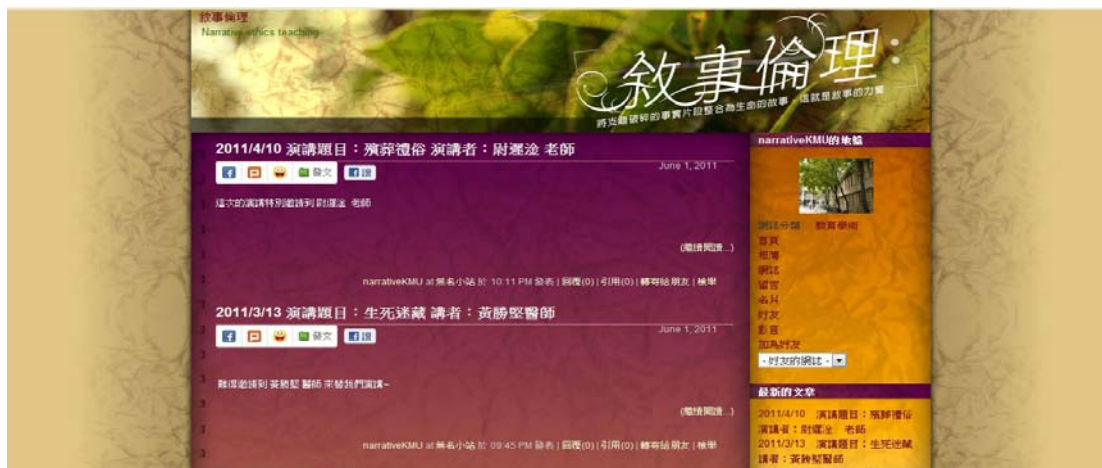 敘事倫理
Narrative ethics teaching
敘事倫理：
將支離破碎的事實片段整合為生命的故事，這就是敘事的力量
2011/4/10 演講題目：殯葬禮俗 演講者：尉遲淦 老師
June 1, 2011
發文
說
這次的演講特別邀請到 尉遲淦 老師
(繼續閱讀...)
narrativeKMU at 無名小站 於 10:11 PM 發表 | 回覆(0) | 引用(0) | 轉寄給朋友 | 檢舉
2011/3/13 演講題目：生死迷藏 講者：黃勝堅醫師
June 1, 2011
發文
說
難得邀請到 黃勝堅 醫師 來替我們演講~
(繼續閱讀...)
narrativeKMU at 無名小站 於 09:45 PM 發表 | 回覆(0) | 引用(0) | 轉寄給朋友 | 檢舉
narrativeKMU的地盤
網誌分類 教育學術
首頁
相簿
網誌
留言
名片
好友
影音
加為好友
- 好友的網誌 -
最新的文章
2011/4/10 演講題目：殯葬禮俗
演講者：尉遲淦 老師
2011/3/13 演講題目：生死迷藏
講者：黃勝堅醫師